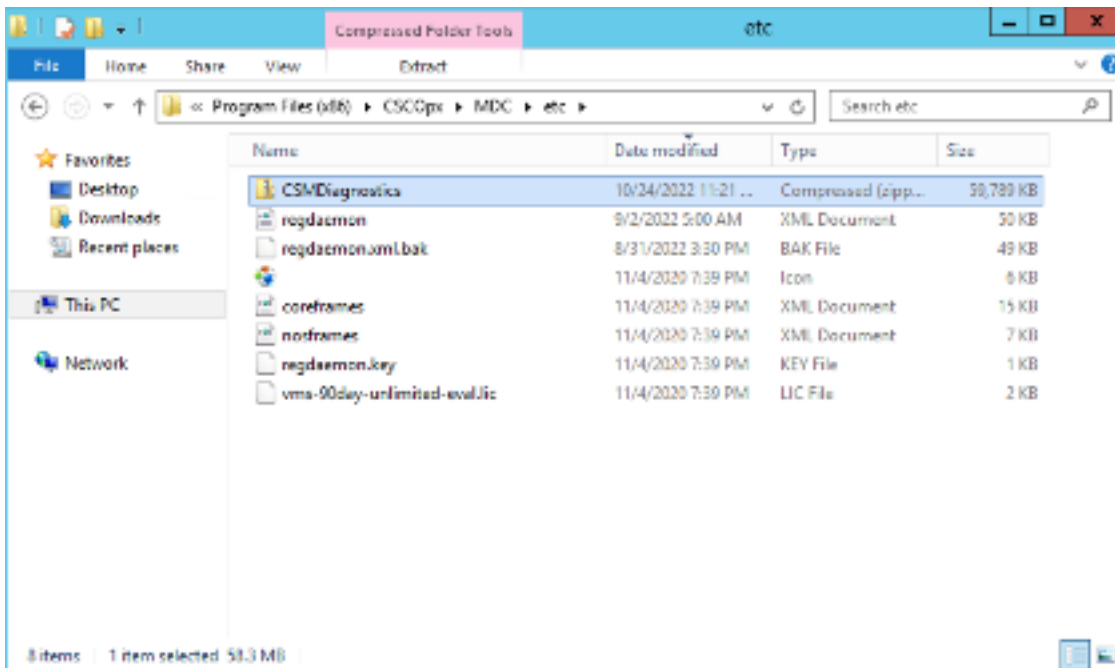 Compressed Folder Tools
etc
File Home Share View Extract
« Program Files (x86) CSCOpx MDC etc
Search etc
Favorites
Desktop
Downloads
Recent places
This PC
Network
Name Date modified Type Size
CSMDiagnostics 10/24/2022 11:21 ... Compressed (zipp... 59,789 KB
regdaemon 9/2/2022 5:00 AM XML Document 50 KB
regdaemon.xml.bak 8/31/2022 3:30 PM BAK File 49 KB
11/4/2020 7:39 PM Icon 6 KB
coreframes 11/4/2020 7:39 PM XML Document 15 KB
nosframes 11/4/2020 7:39 PM XML Document 7 KB
regdaemon.key 11/4/2020 7:39 PM KEY File 1 KB
vms-90day-unlimited-eval.lic 11/4/2020 7:39 PM LIC File 2 KB
8 items 1 item selected 58.3 MB